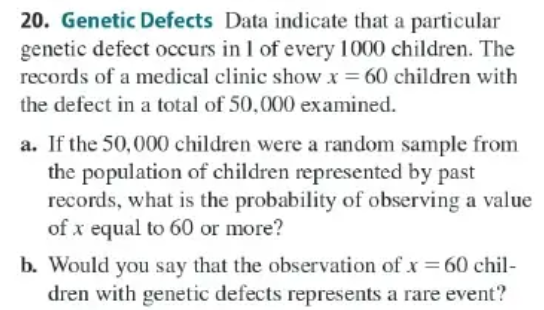 20. Genetic Defects Data indicate that a particular
genetic defect occurs in 1 of every 1000 children. The
records of a medical clinic show x = 60 children with
the defect in a total of 50,000 examined.
a. If the 50,000 children were a random sample from
the population of children represented by past
records, what is the probability of observing a value
of x equal to 60 or more?
b. Would you say that the observation of x = 60 chil-
dren with genetic defects represents a rare event?